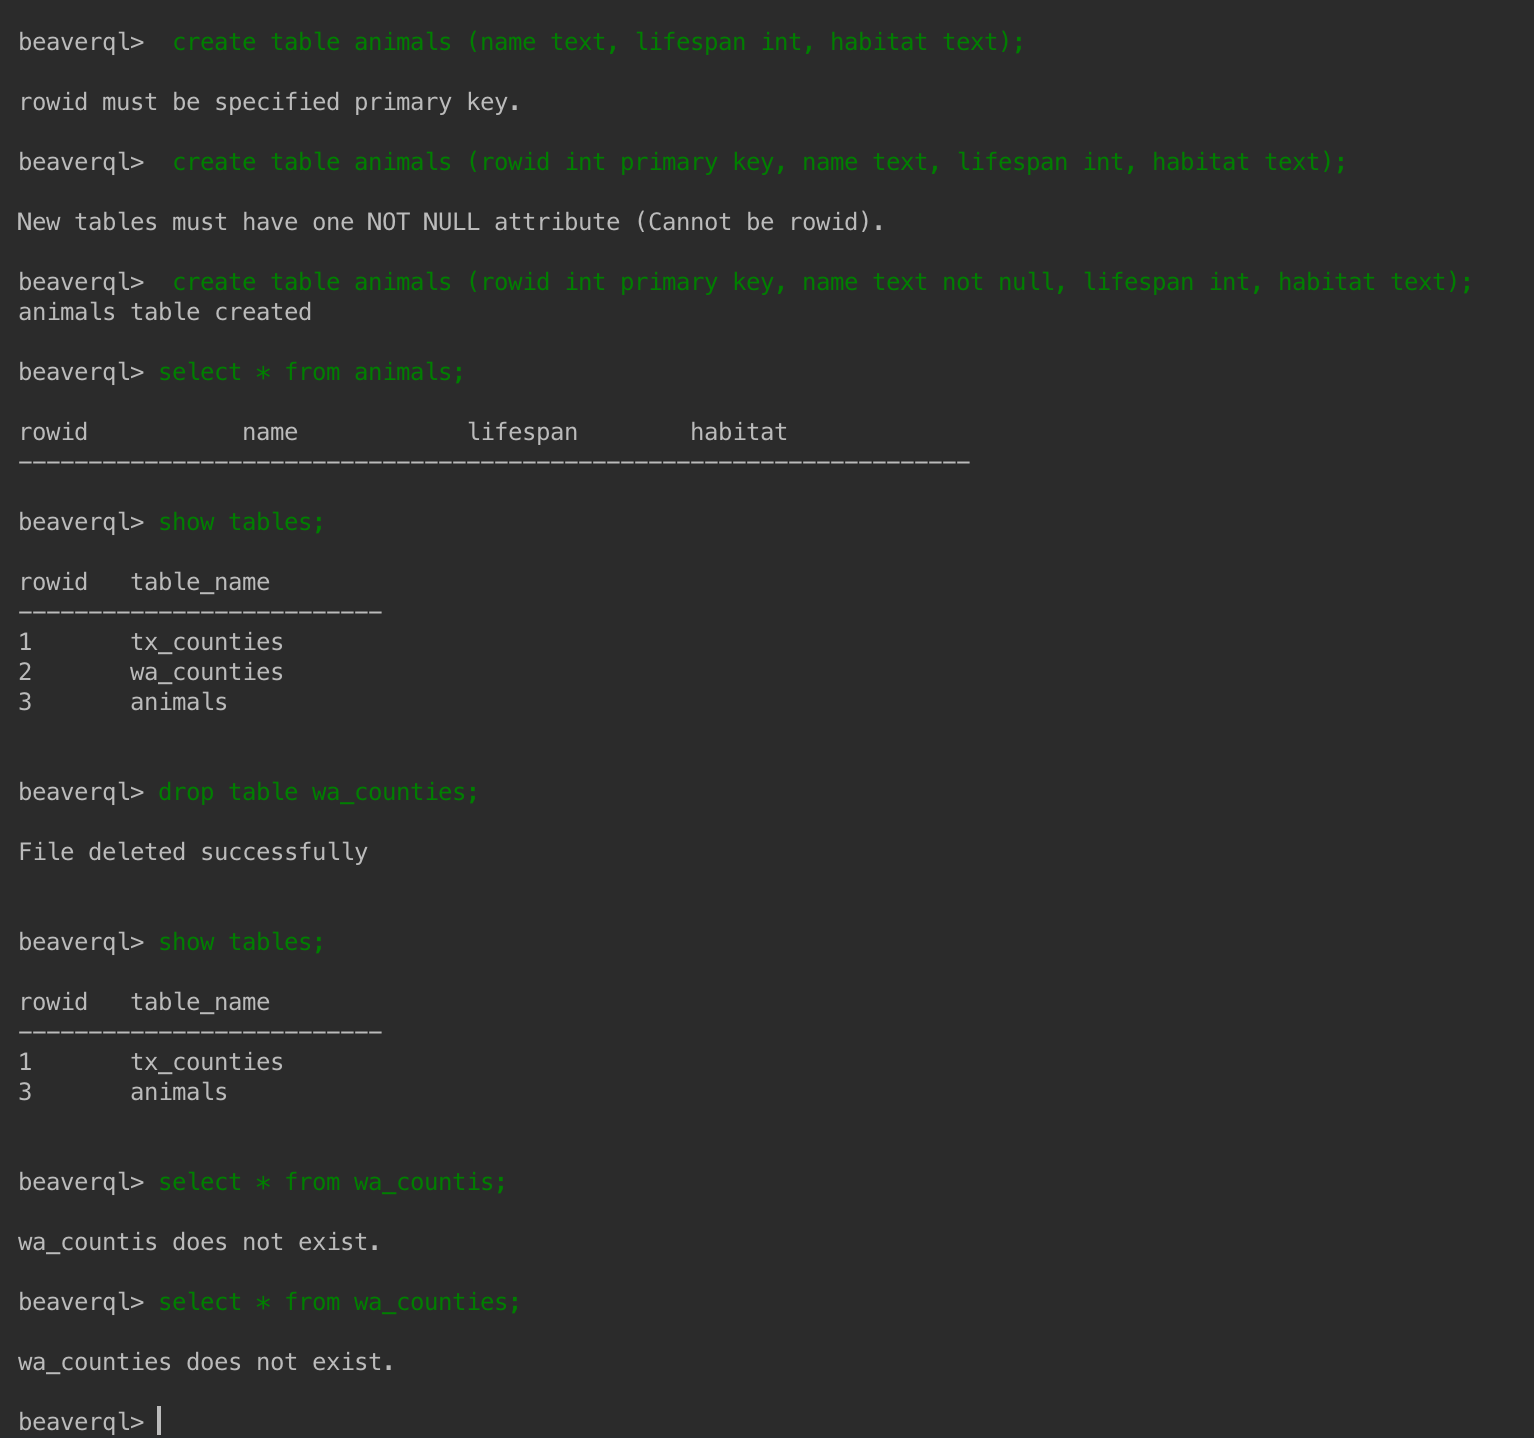 beaverql>  create table animals (name text, lifespan int, habitat text);
rowid must be specified primary key.
beaverql>  create table animals (rowid int primary key, name text, lifespan int, habitat text);
New tables must have one NOT NULL attribute (Cannot be rowid).
beaverql>  create table animals (rowid int primary key, name text not null, lifespan int, habitat text);
animals table created
beaverql> select * from animals;
rowid           name            lifespan        habitat
--------------------------------------------------------------------
beaverql> show tables;
rowid   table_name
--------------------------
1       tx_counties
2       wa_counties
3       animals
beaverql> drop table wa_counties;
File deleted successfully
beaverql> show tables;
rowid   table_name
--------------------------
1       tx_counties
3       animals
beaverql> select * from wa_countis;
wa_countis does not exist.
beaverql> select * from wa_counties;
wa_counties does not exist.
beaverql>